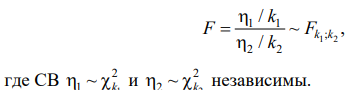 F = (η₁ / k₁) / (η₂ / k₂) ~ F_{k₁;k₂},
где СВ η₁ ~ χ²_{k₁} и η₂ ~ χ²_{k₂} независимы.